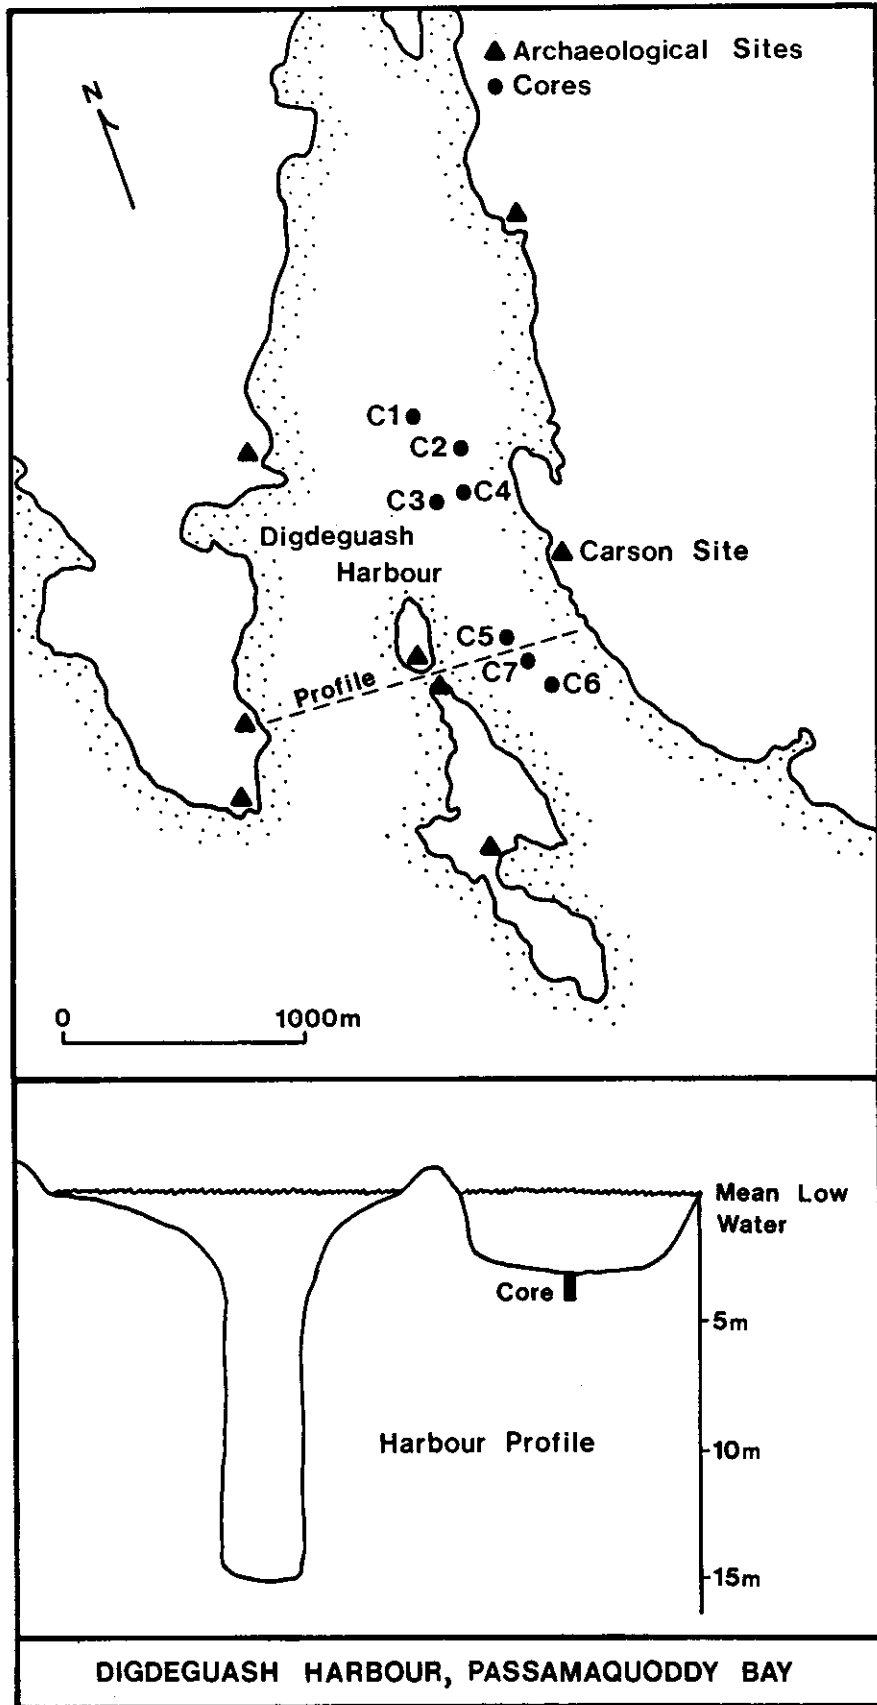 Archaeological Sites
Cores
N
C1
C2
C3
C4
Digdeguash
Harbour
Carson Site
C5
C7
C6
Profile
0
1000m
Mean Low
Water
Core
5m
Harbour Profile
10m
15m
DIGDEGUASH HARBOUR, PASSAMAQUODDY BAY